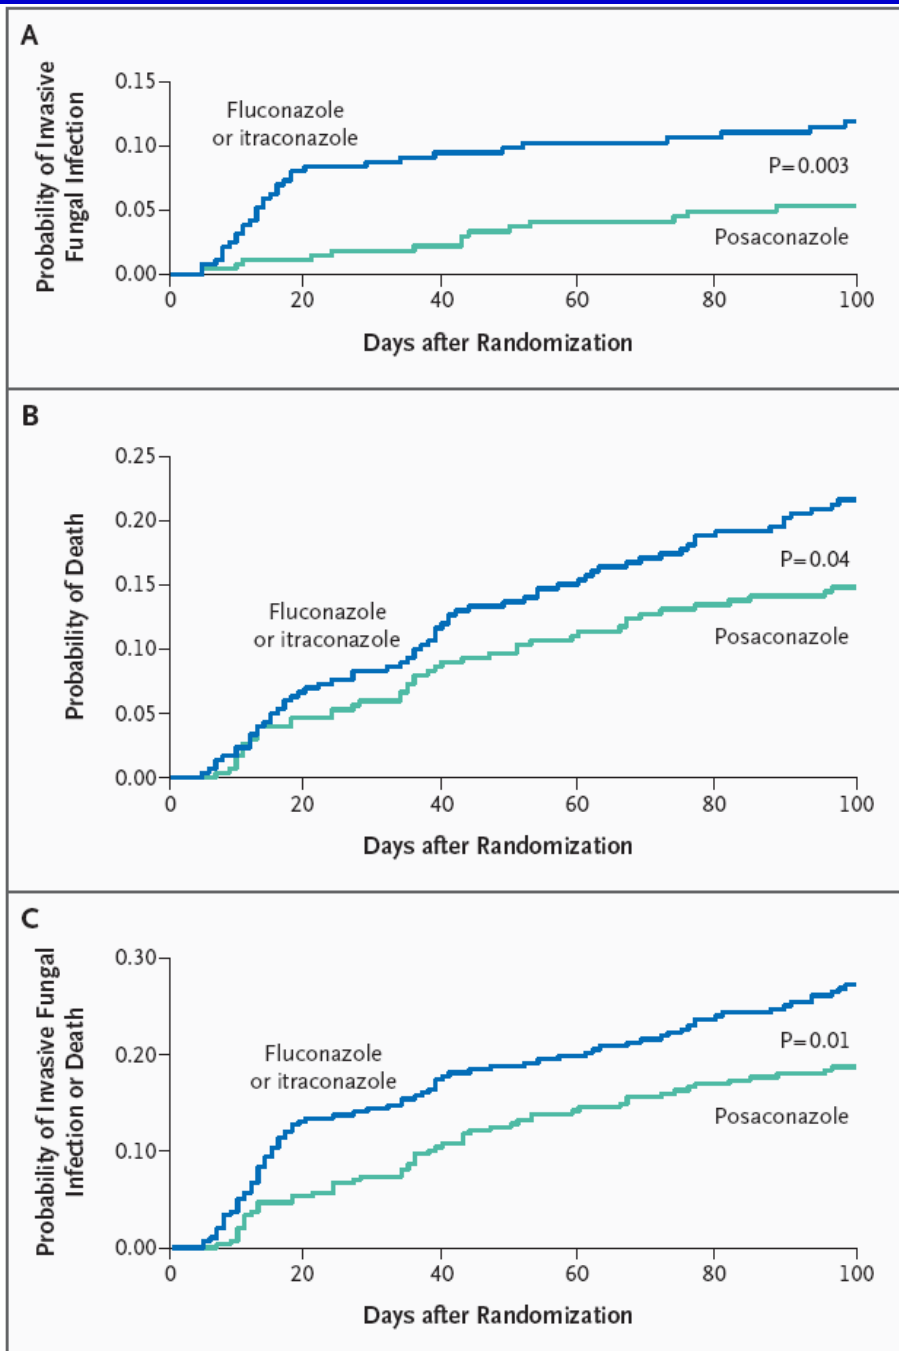 A
Probability of Invasive
Fungal Infection
0.15
0.10
0.05
0.00
Fluconazole
or itraconazole
P=0.003
Posaconazole
0 20 40 60 80 100
Days after Randomization
B
Probability of Death
0.25
0.20
0.15
0.10
0.05
0.00
Fluconazole
or itraconazole
P=0.04
Posaconazole
0 20 40 60 80 100
Days after Randomization
C
Probability of Invasive Fungal
Infection or Death
0.30
0.20
0.10
0.00
Fluconazole
or itraconazole
P=0.01
Posaconazole
0 20 40 60 80 100
Days after Randomization